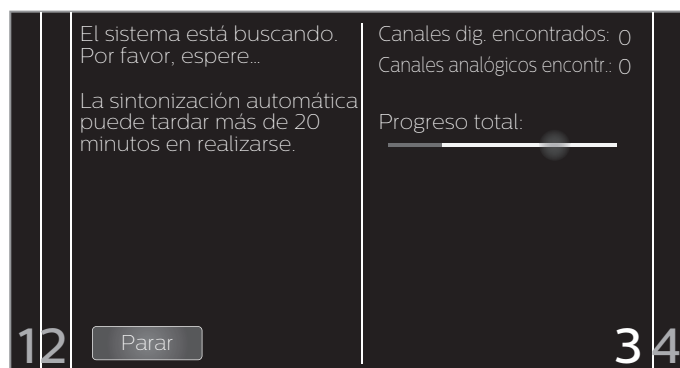 El sistema está buscando.
Por favor, espere...
La sintonización automática
puede tardar más de 20
minutos en realizarse.
Canales dig. encontrados: 0
Canales analógicos encontr.: 0
Progreso total:
Parar
1 2 3 4